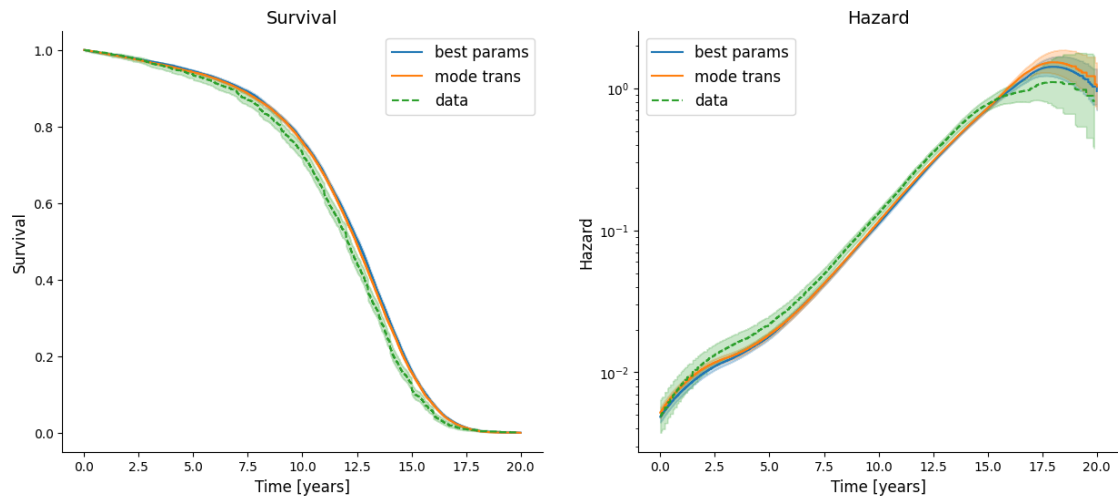 Survival
1.0
0.8
0.6
0.4
0.2
0.0
Survival
best params
mode trans
data
0.0 2.5 5.0 7.5 10.0 12.5 15.0 17.5 20.0
Time [years]
Hazard
10⁰
10⁻¹
10⁻²
Hazard
best params
mode trans
data
0.0 2.5 5.0 7.5 10.0 12.5 15.0 17.5 20.0
Time [years]